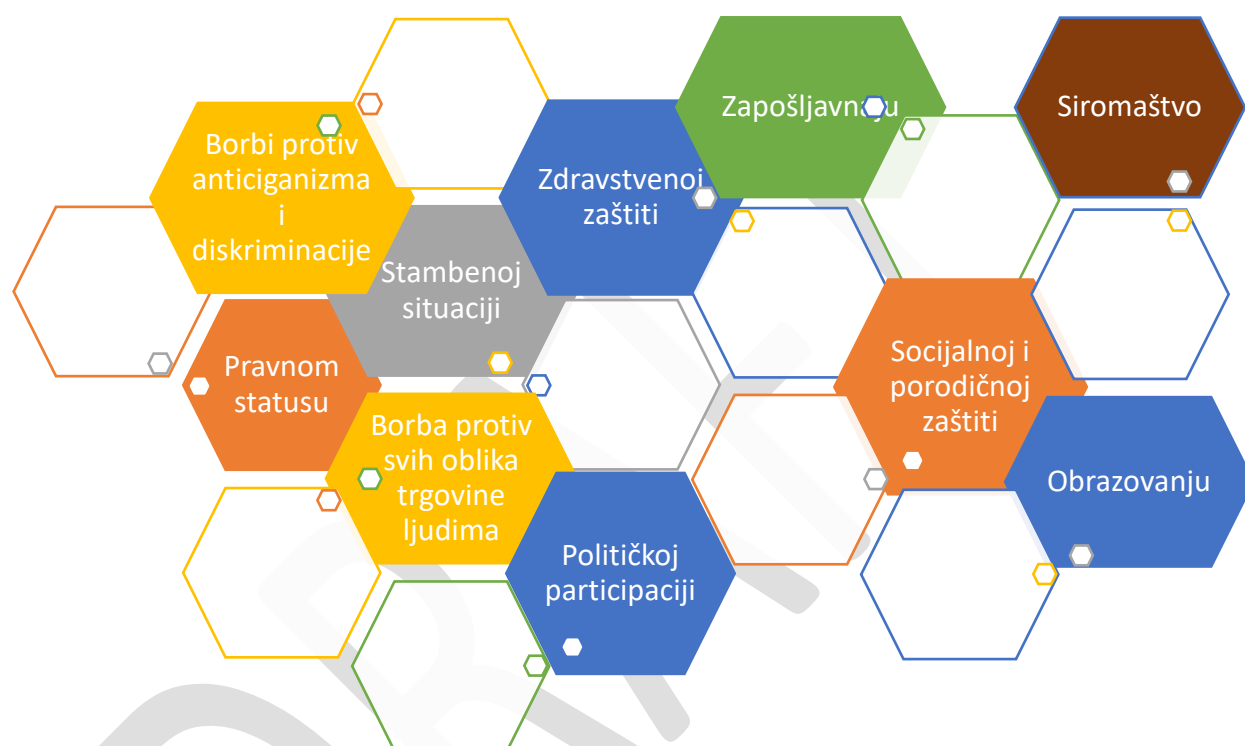 Borbi protiv
anticiganizma
i
diskriminacije
Stambenoj
situaciji
Zdravstvenoj
zaštiti
Zapošljavnaju
Siromaštvo
Pravnom
statusu
Borba protiv
svih oblika
trgovine
ljudima
Političkoj
participaciji
Socijalnoj i
porodičnoj
zaštiti
Obrazovanju